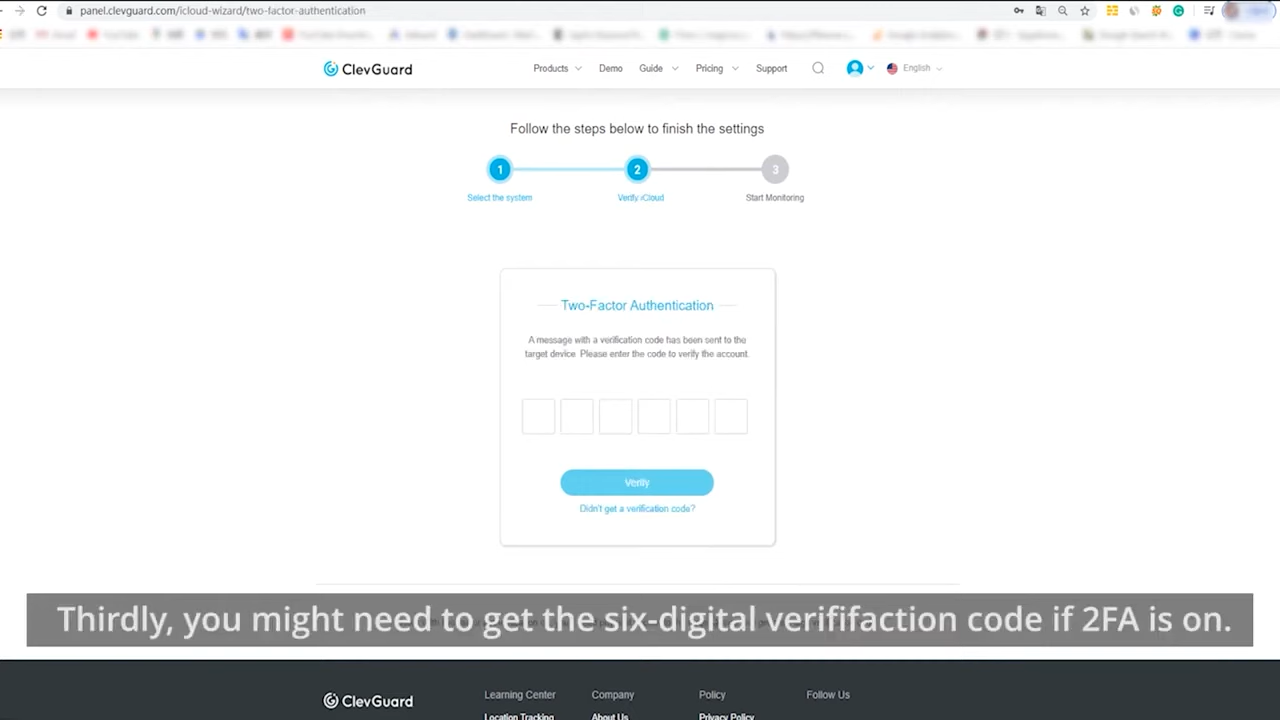 panel.clevguard.com/icloud-wizard/two-factor-authentication
ClevGuard Products Demo Guide Pricing Support English
Follow the steps below to finish the settings
1 2 3
Select the system Verify iCloud Start Monitoring
Two-Factor Authentication
A message with a verification code has been sent to the
target device. Please enter the code to verify the account.
Verify
Didn't get a verification code?
Thirdly, you might need to get the six-digital verififaction code if 2FA is on.
ClevGuard Learning Center Company Policy Follow Us
Location Tracking About Us Privacy Policy